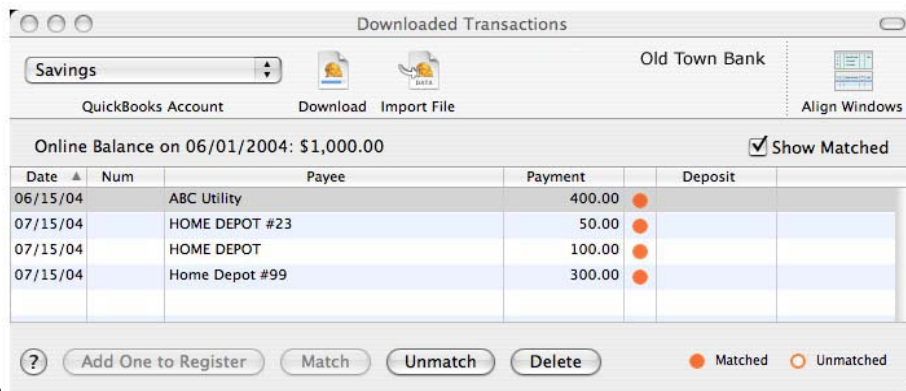 Downloaded Transactions
Savings
QuickBooks Account
Download
DATA
Import File
Old Town Bank
Align Windows
Online Balance on 06/01/2004: $1,000.00
Show Matched
Date Num Payee Payment Deposit
06/15/04 ABC Utility 400.00
07/15/04 HOME DEPOT #23 50.00
07/15/04 HOME DEPOT 100.00
07/15/04 Home Depot #99 300.00
? Add One to Register Match Unmatch Delete Matched Unmatched